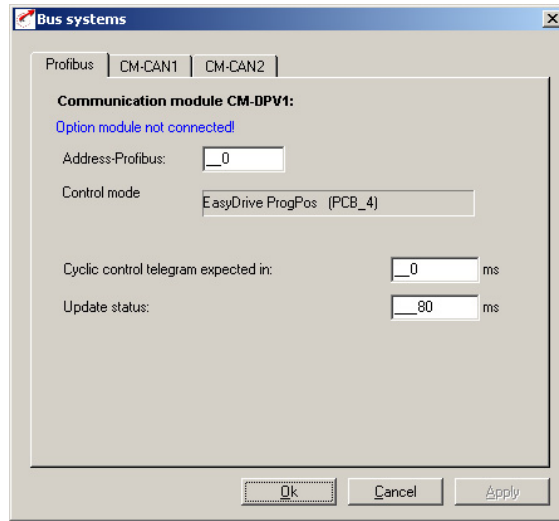 Bus systems
Profibus CM-CAN1 CM-CAN2
Communication module CM-DPV1:
Option module not connected!
Address-Profibus: __0
Control mode EasyDrive ProgPos (PCB_4)
Cyclic control telegram expected in: __0 ms
Update status: ___80 ms
Ok Cancel Apply